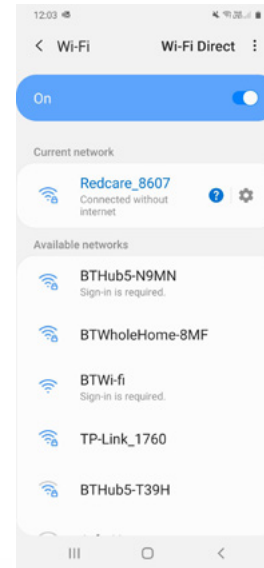 12:03
< Wi-Fi Wi-Fi Direct
On
Current network
Redcare_8607
Connected without
internet
?
Available networks
BTHub5-N9MN
Sign-in is required.
BTWholeHome-8MF
BTWi-fi
Sign-in is required.
TP-Link_1760
BTHub5-T39H